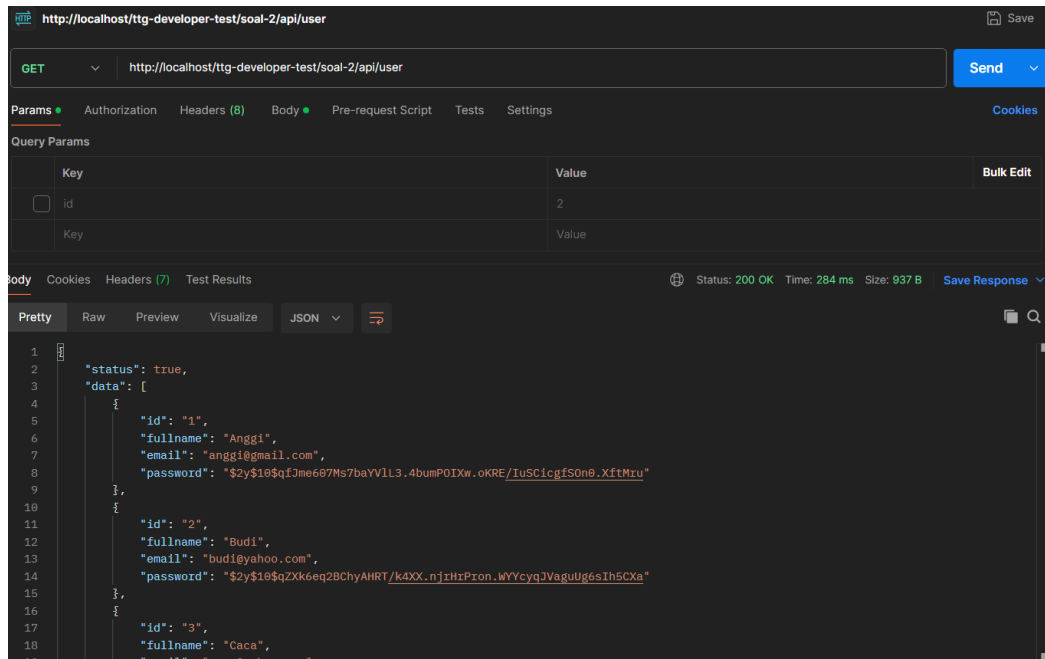 HTTP http://localhost/ttg-developer-test/soal-2/api/user Save
GET http://localhost/ttg-developer-test/soal-2/api/user Send
Params Authorization Headers (8) Body Pre-request Script Tests Settings Cookies
Query Params
Key Value Bulk Edit
id 2
Key Value
Body Cookies Headers (7) Test Results Status: 200 OK Time: 284 ms Size: 937 B Save Response
Pretty Raw Preview Visualize JSON
1 {
2 "status": true,
3 "data": [
4 {
5 "id": "1",
6 "fullname": "Anggi",
7 "email": "anggi@gmail.com",
8 "password": "$2y$10$qfJme607Ms7baYVlL3.4bumPOIXw.oKRE/IuSCicgfSOn0.XftMru"
9 },
10 {
11 "id": "2",
12 "fullname": "Budi",
13 "email": "budi@yahoo.com",
14 "password": "$2y$10$qZXk6eq2BChyAHRT/k4XX.njrHrPron.WYYcyqJVaguUg6sIh5CXa"
15 },
16 {
17 "id": "3",
18 "fullname": "Caca",